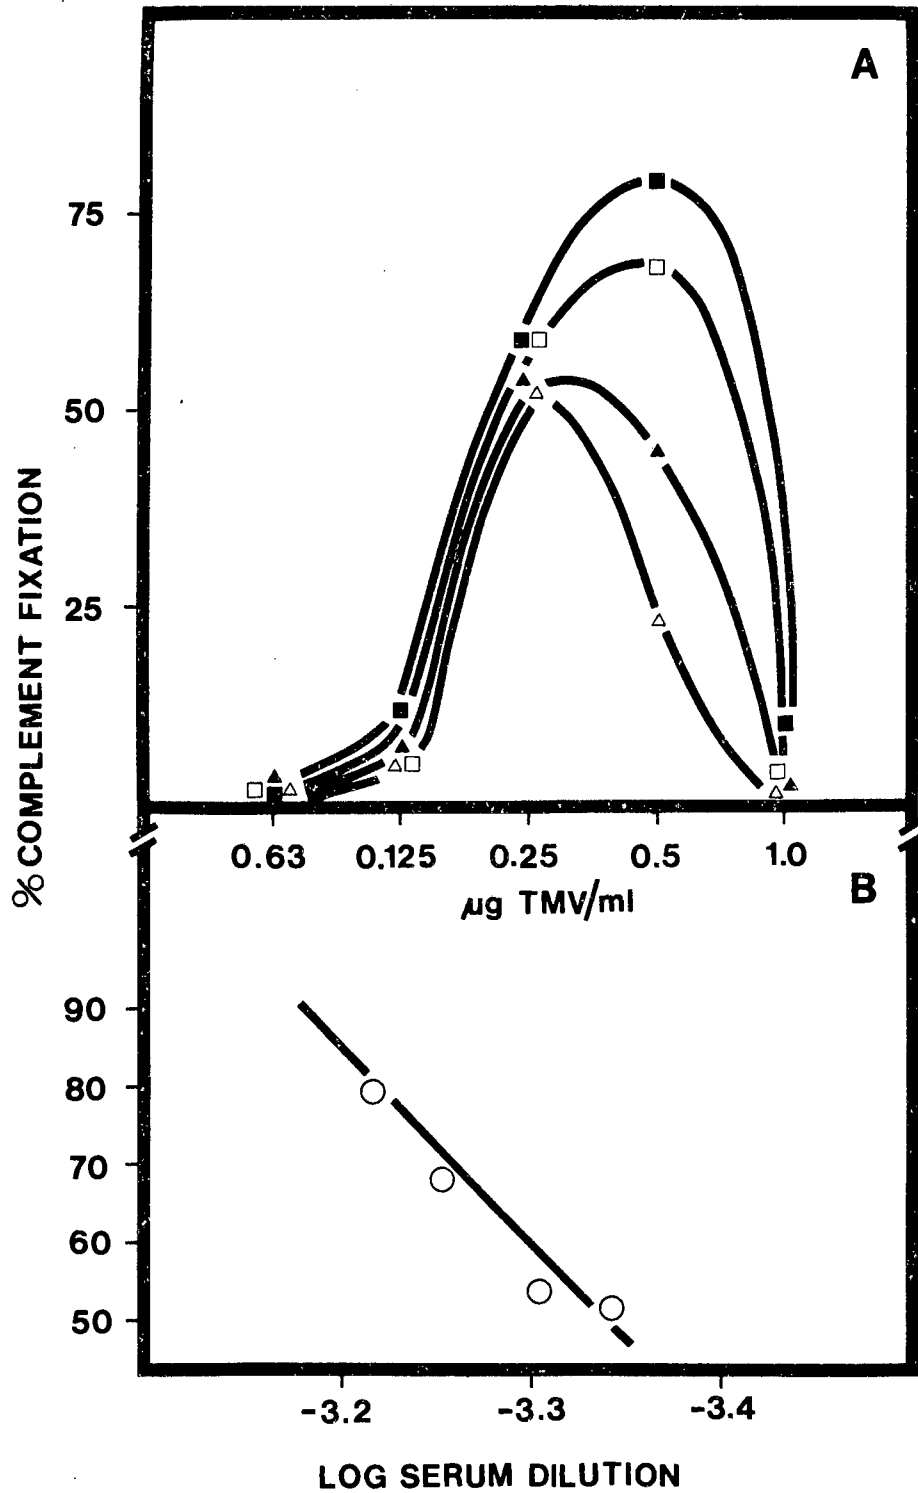 A
75
50
25
% COMPLEMENT FIXATION
0.63 0.125 0.25 0.5 1.0
µg TMV/ml
B
90
80
70
60
50
-3.2 -3.3 -3.4
LOG SERUM DILUTION